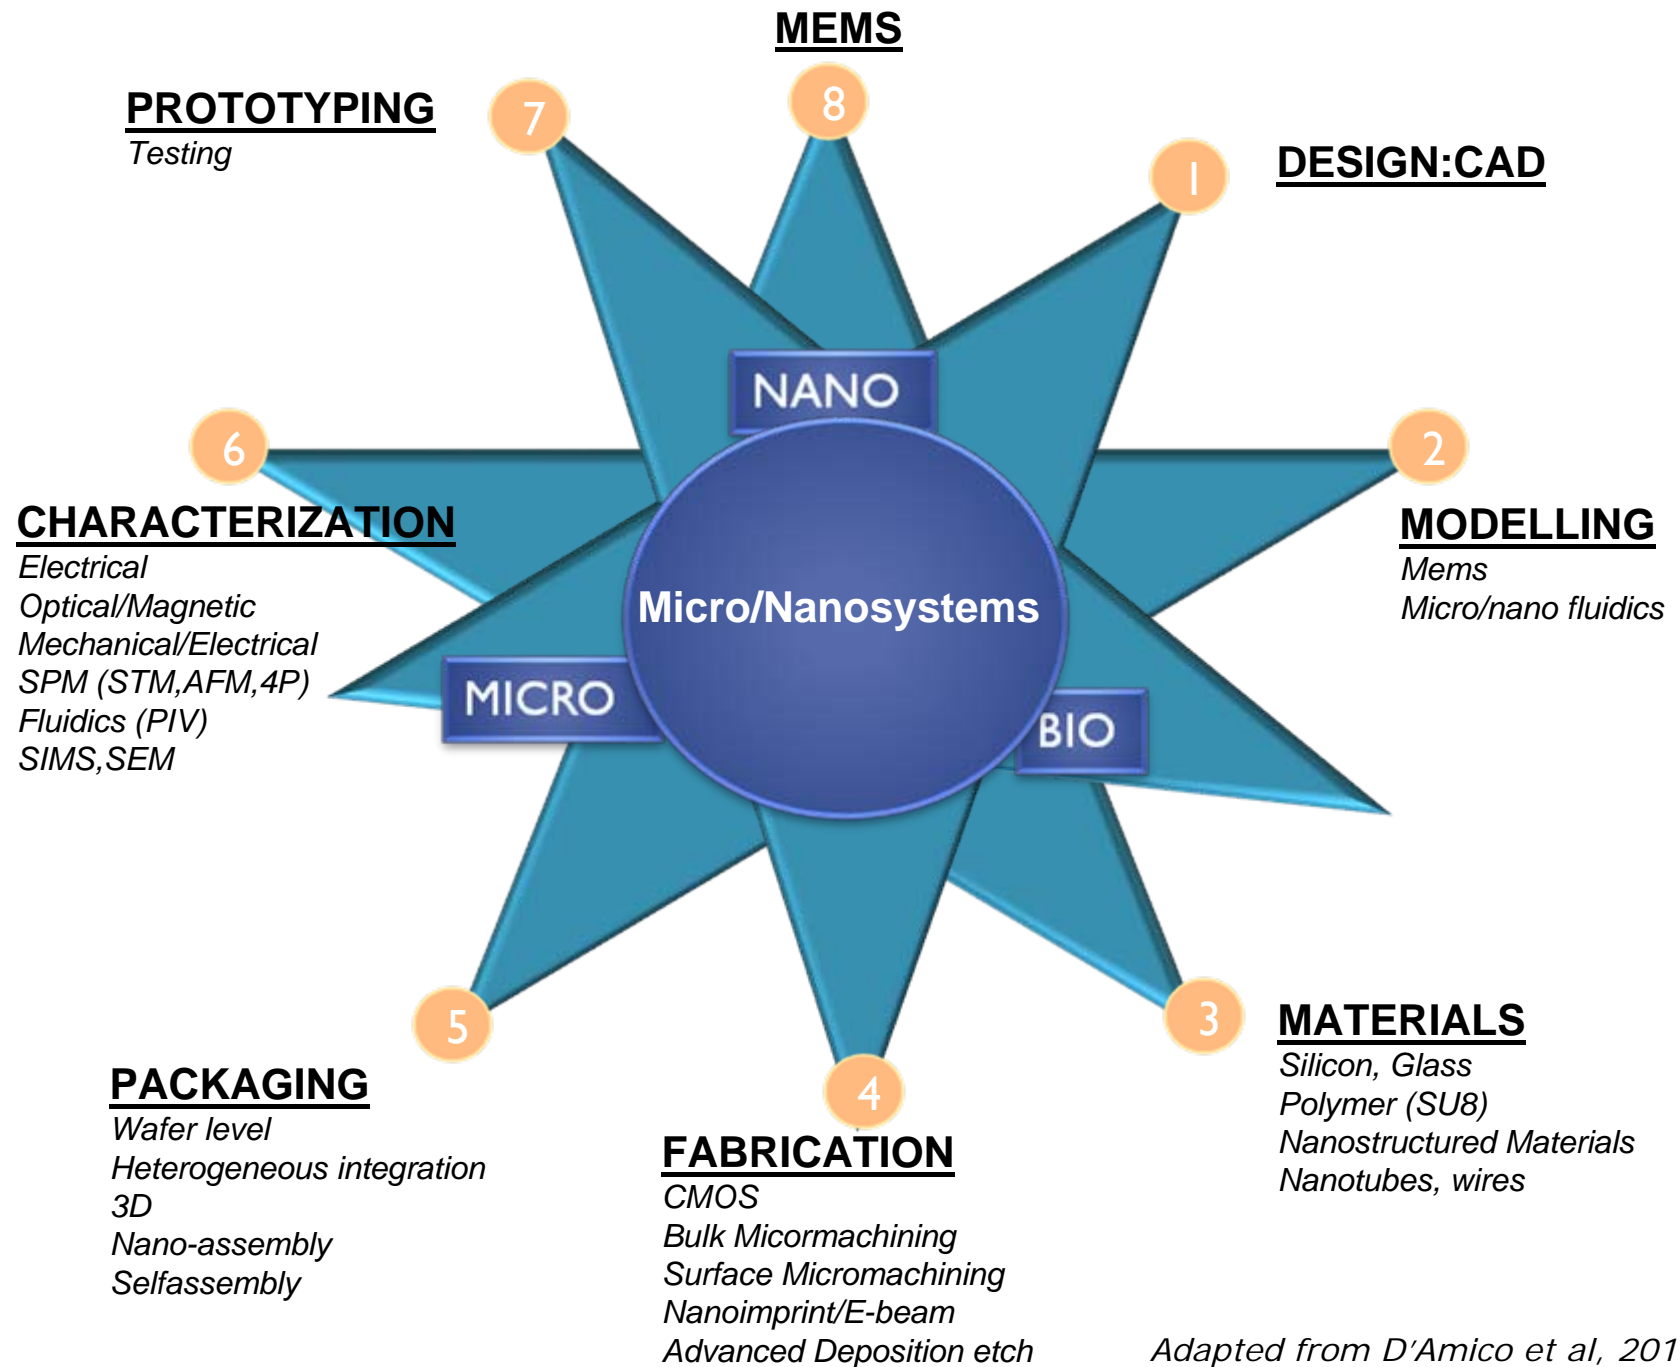 MEMS
8
PROTOTYPING
Testing
7
1
DESIGN:CAD
NANO
6
2
CHARACTERIZATION
Electrical
Optical/Magnetic
Mechanical/Electrical
SPM (STM,AFM,4P)
Fluidics (PIV)
SIMS,SEM
MODELLING
Mems
Micro/nano fluidics
Micro/Nanosystems
MICRO
BIO
5
3
4
PACKAGING
Wafer level
Heterogeneous integration
3D
Nano-assembly
Selfassembly
FABRICATION
CMOS
Bulk Micormachining
Surface Micromachining
Nanoimprint/E-beam
Advanced Deposition etch
MATERIALS
Silicon, Glass
Polymer (SU8)
Nanostructured Materials
Nanotubes, wires
Adapted from D'Amico et al, 201